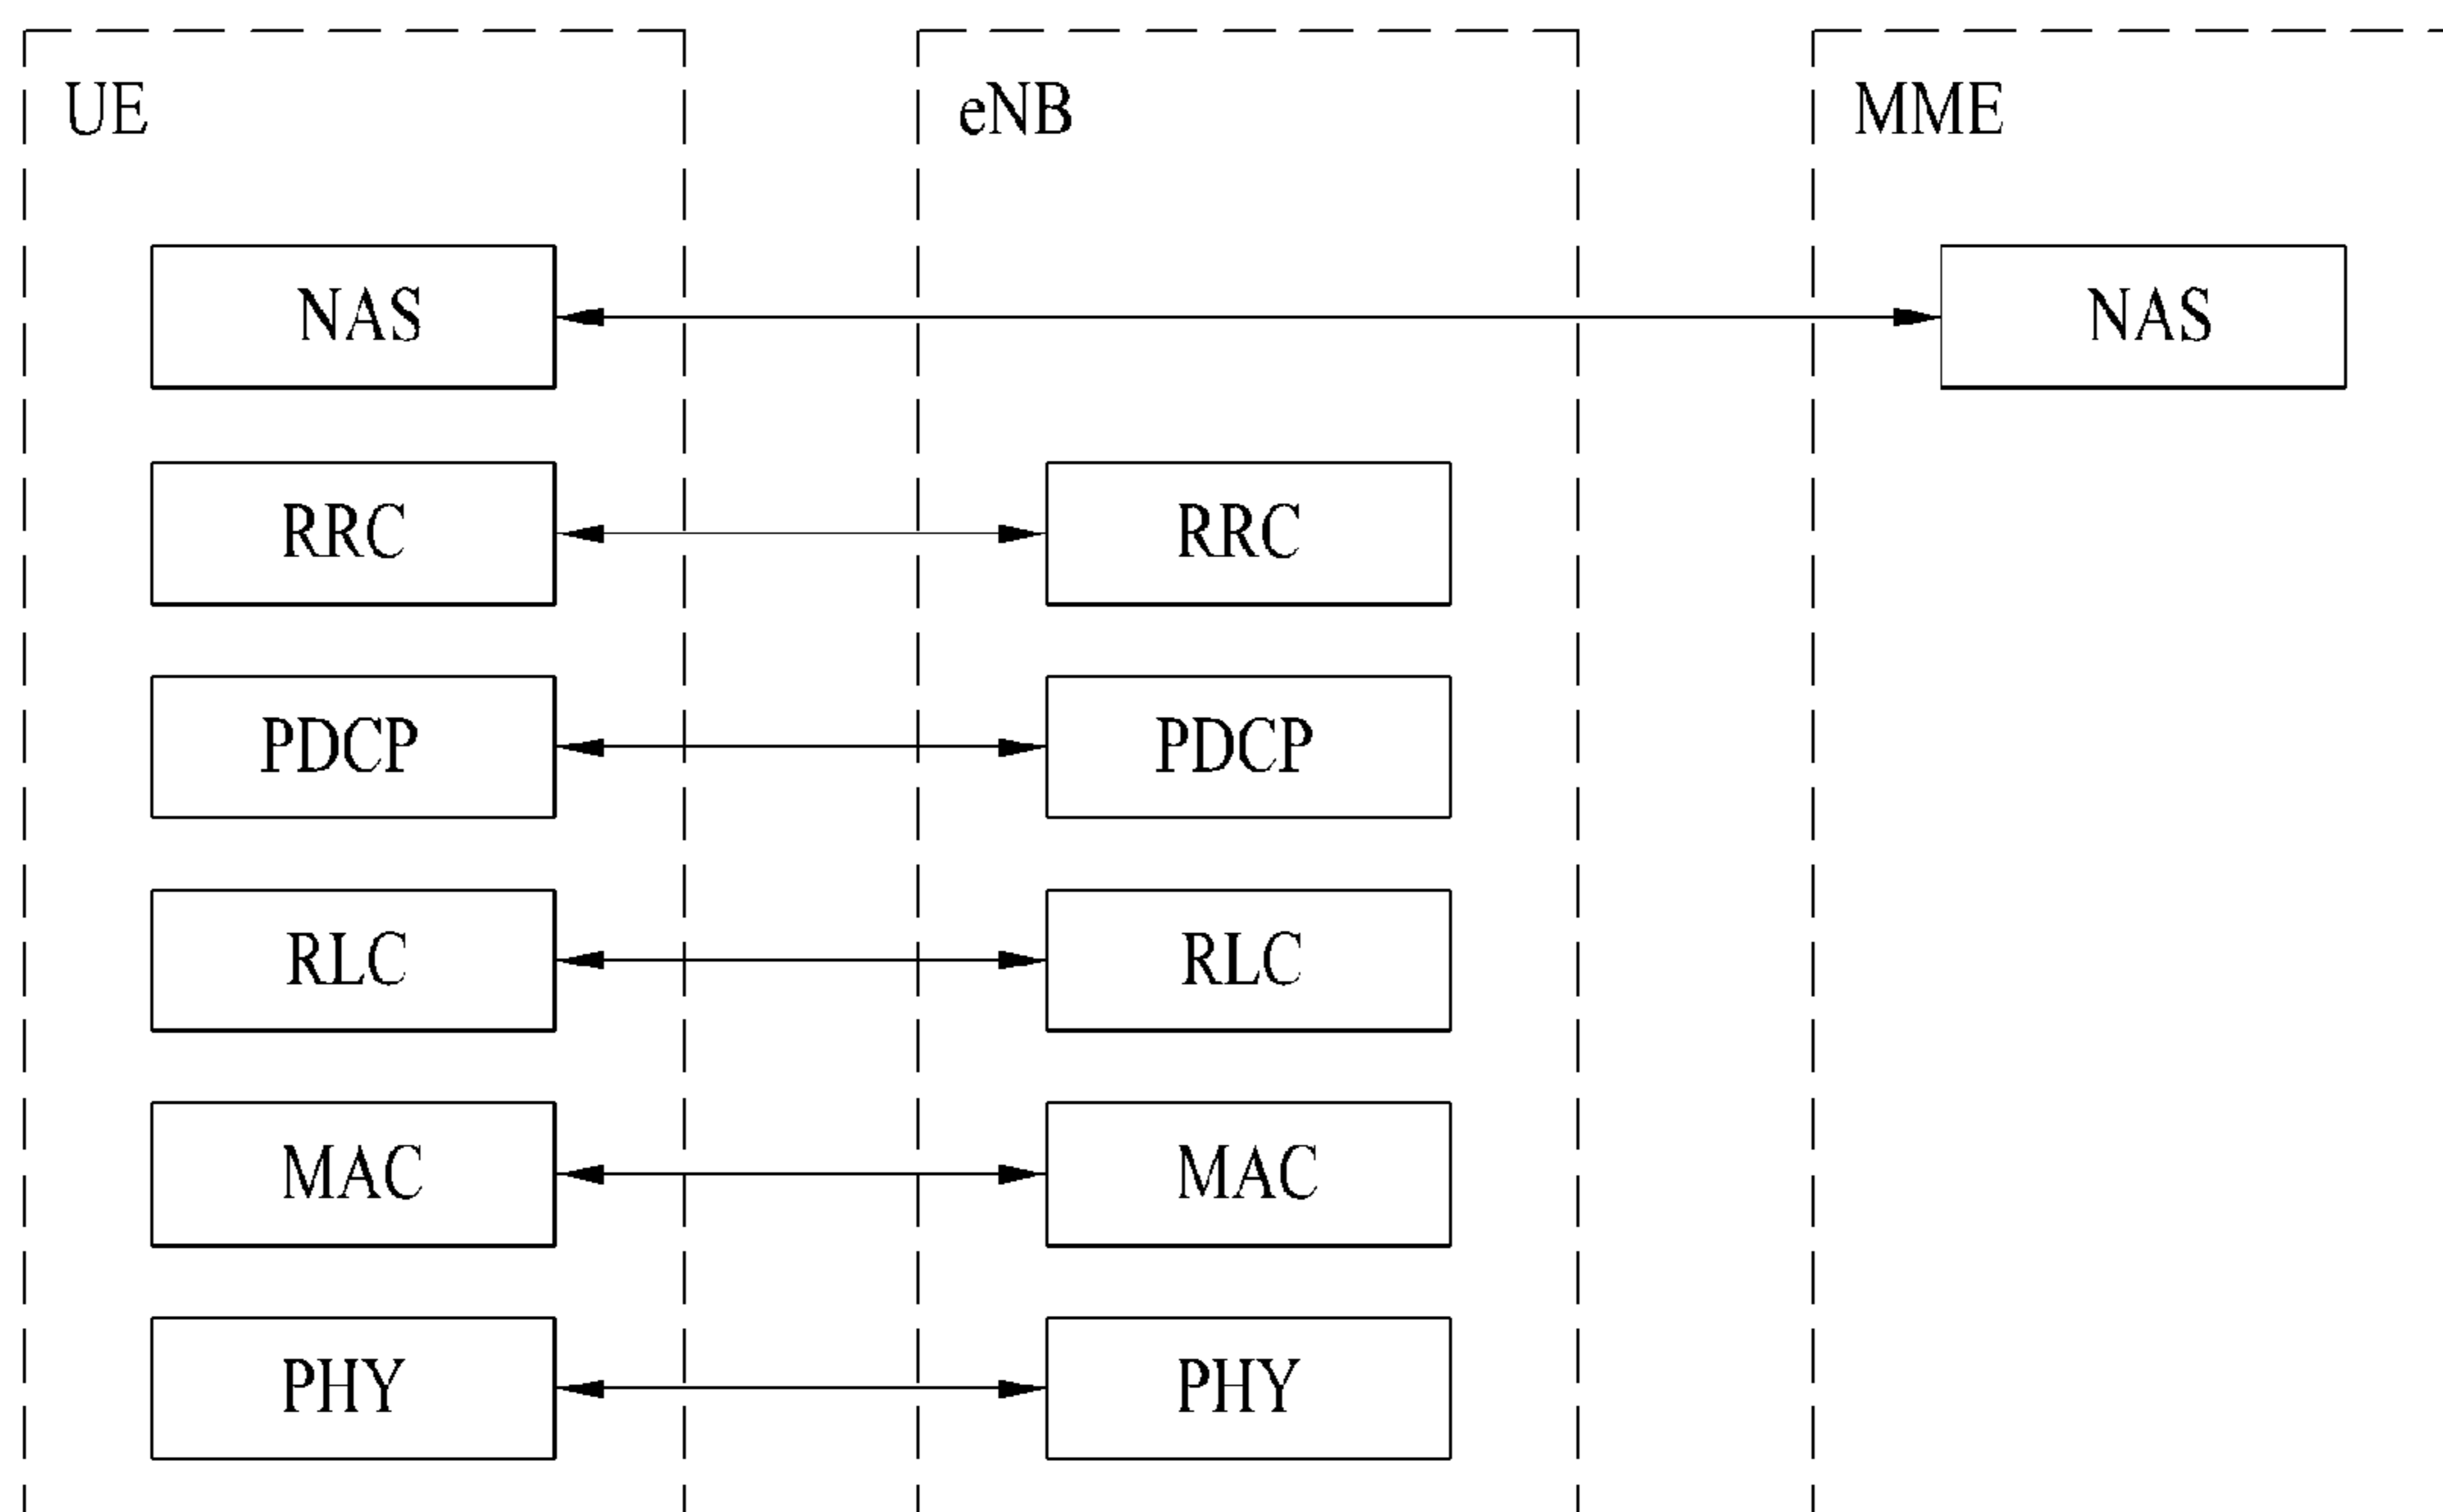 UE eNB MME
NAS NAS
RRC RRC
PDCP PDCP
RLC RLC
MAC MAC
PHY PHY